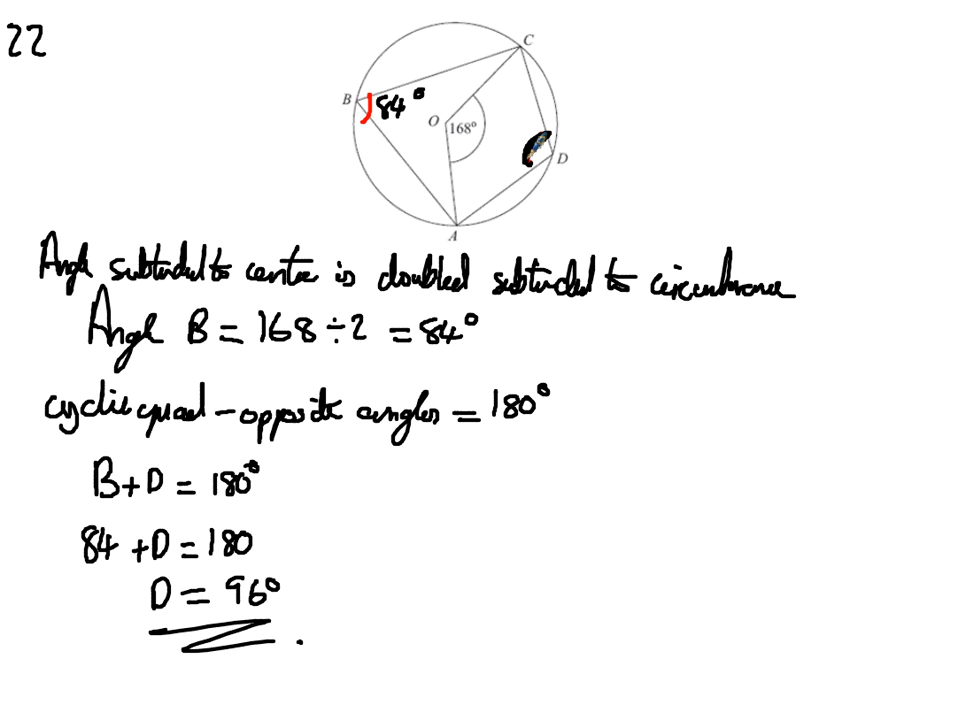 22
C
B
84°
O
168°
D
A
Angle subtended to centre is doubled subtended to circumference
Angle B = 168 ÷ 2 = 84°
cyclic quad - opposite angles = 180°
B + D = 180°
84 + D = 180
D = 96°